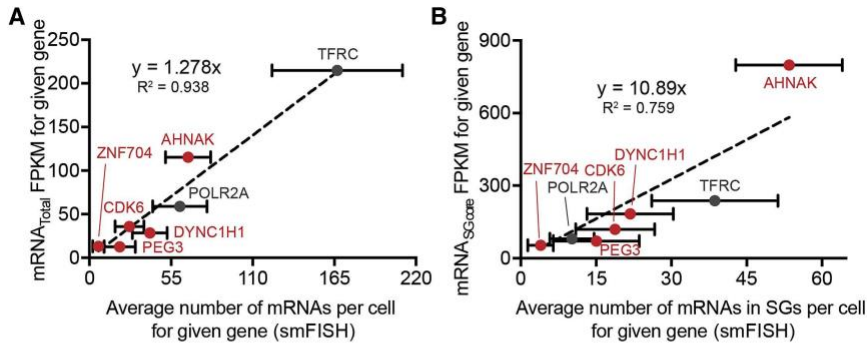 A
mRNATotal FPKM for given gene
250
200
150
100
50
0
y = 1.278x
R² = 0.938
TFRC
AHNAK
ZNF704
POLR2A
CDK6
DYNC1H1
PEG3
0 55 110 165 220
Average number of mRNAs per cell
for given gene (smFISH)
B
mRNASGcore FPKM for given gene
900
600
300
0
y = 10.89x
R² = 0.759
AHNAK
DYNC1H1
ZNF704
CDK6
POLR2A
TFRC
PEG3
0 15 30 45 60
Average number of mRNAs in SGs per cell
for given gene (smFISH)